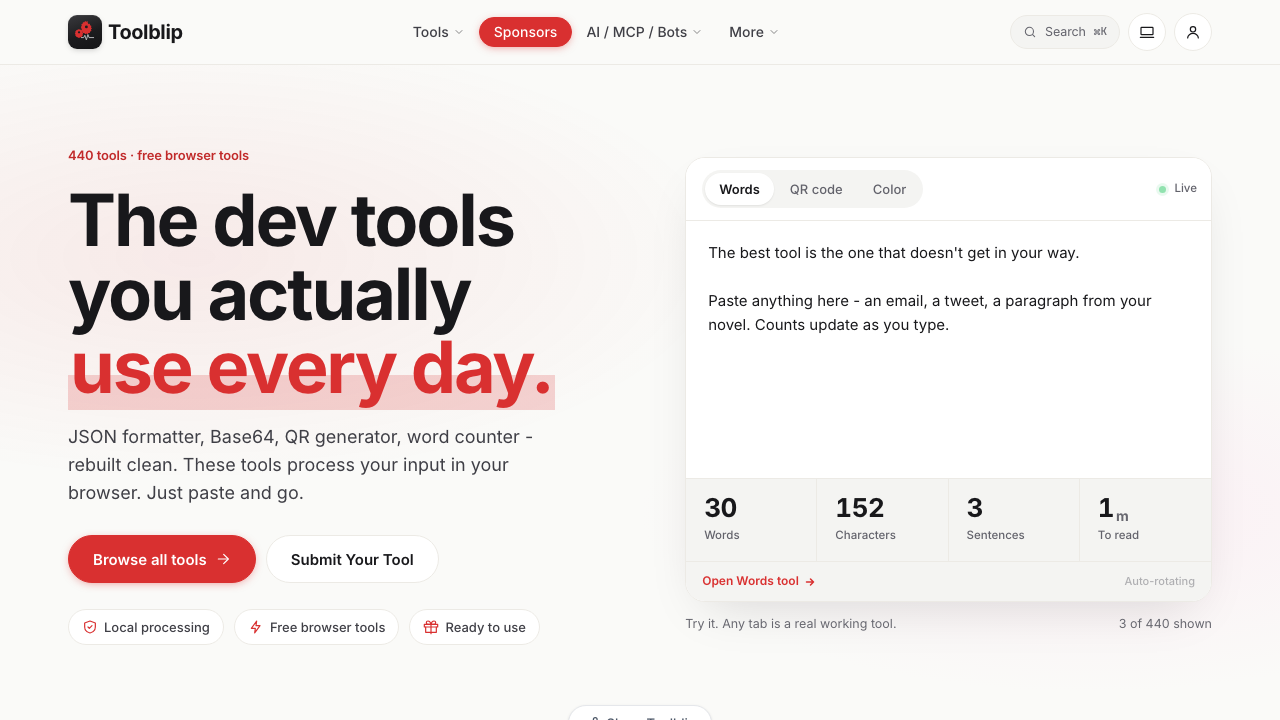 Toolblip
Tools
Sponsors
AI / MCP / Bots
More
Search ⌘K
440 tools · free browser tools
The dev tools
you actually
use every day.
JSON formatter, Base64, QR generator, word counter -
rebuilt clean. These tools process your input in your
browser. Just paste and go.
Browse all tools →
Submit Your Tool
Local processing
Free browser tools
Ready to use
Words
QR code
Color
Live
The best tool is the one that doesn't get in your way.
Paste anything here - an email, a tweet, a paragraph from your
novel. Counts update as you type.
30
Words
152
Characters
3
Sentences
1 m
To read
Open Words tool →
Auto-rotating
Try it. Any tab is a real working tool.
3 of 440 shown